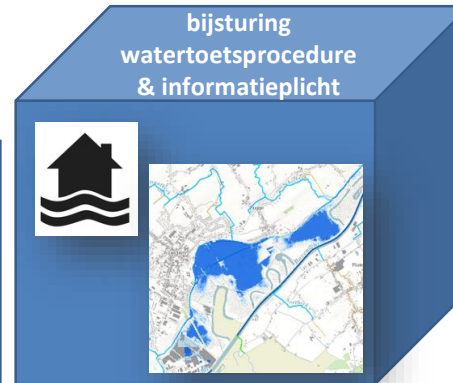 bijsturing
watertoetsprocedure
& informatieplicht